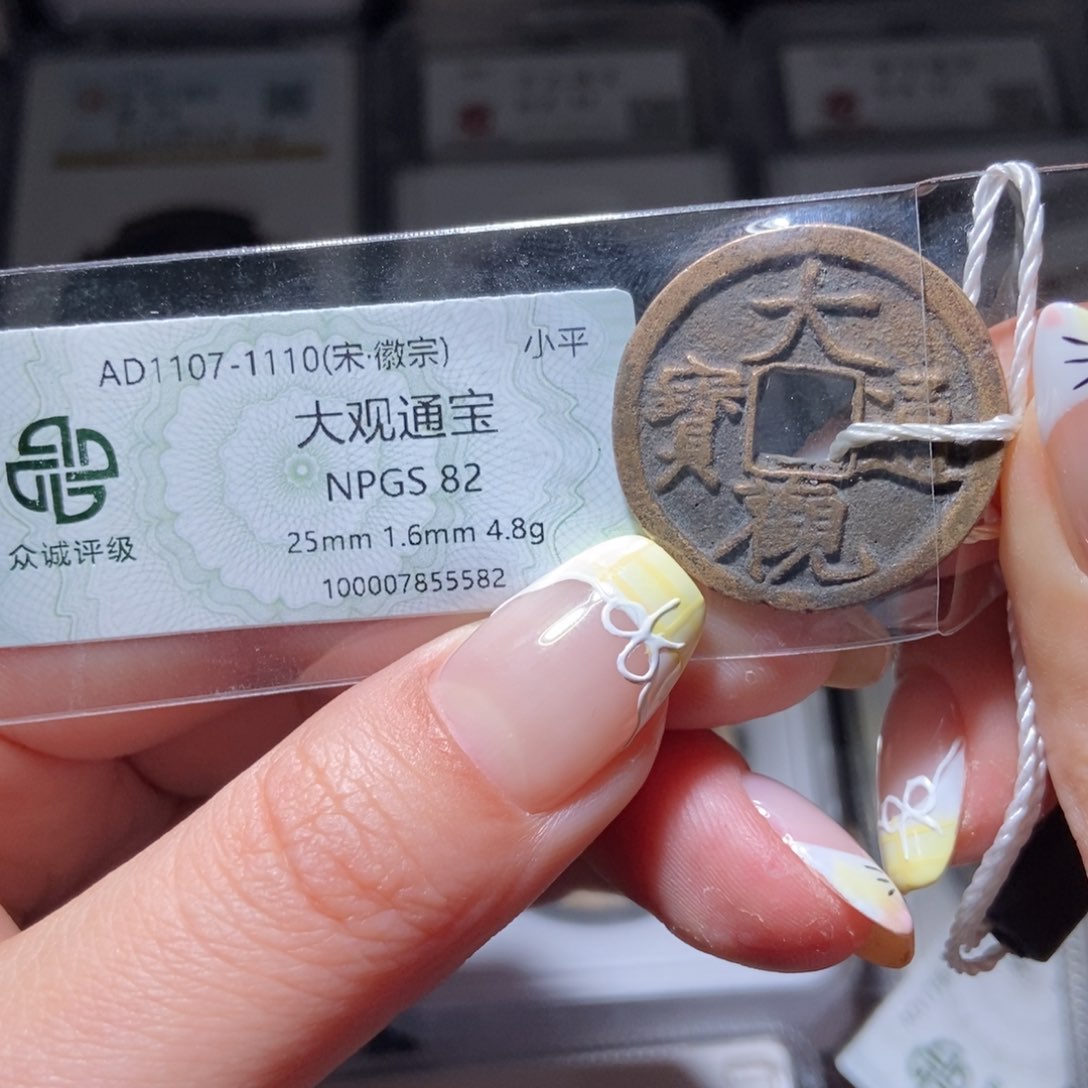 AD1107-1110(宋·徽宗) 小平
大观通宝
NPGS 82
25mm 1.6mm 4.8g
100007855582
众诚评级
大
觀
通
寶